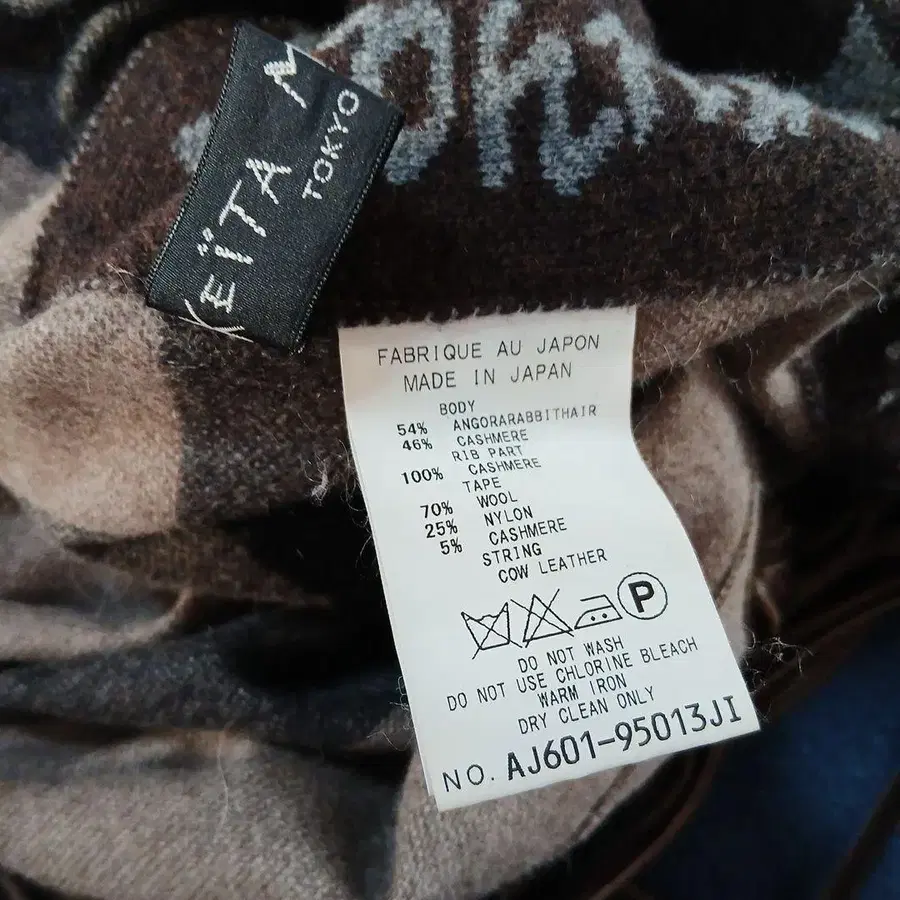 KEÏTA M
TOKYO
FABRIQUE AU JAPON
MADE IN JAPAN
BODY
54% ANGORARABBITHAIR
46% CASHMERE
RIB PART
100% CASHMERE
TAPE
70% WOOL
25% NYLON
5% CASHMERE
STRING
COW LEATHER
P
DO NOT WASH
DO NOT USE CHLORINE BLEACH
WARM IRON
DRY CLEAN ONLY
NO. AJ601-95013JI